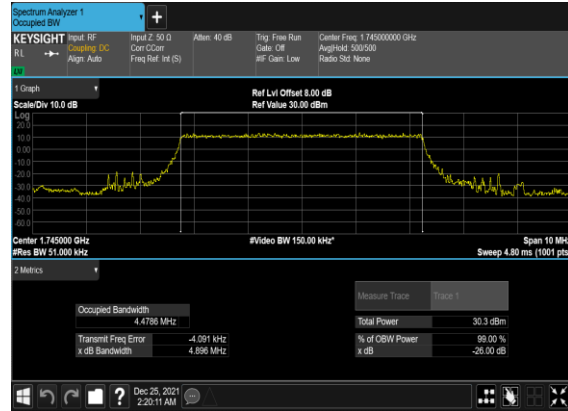 Spectrum Analyzer 1
Occupied BW
+
KEYSIGHT Input: RF Input Z: 50 Ω Atten: 40 dB Trig: Free Run Center Freq: 1.745000000 GHz
RL Coupling: DC Corr CCorr Gate: Off Avg|Hold: 500/500
Align: Auto Freq Ref: Int (S) #IF Gain: Low Radio Std: None
1 Graph
Ref Lvl Offset 8.00 dB
Scale/Div 10.0 dB Ref Value 30.00 dBm
Log
20.0
10.0
0.00
-10.0
-20.0
-30.0
-40.0
-50.0
-60.0
Center 1.745000 GHz #Video BW 150.00 kHz* Span 10 MHz
#Res BW 51.000 kHz Sweep 4.80 ms (1001 pts
2 Metrics
Measure Trace Trace 1
Occupied Bandwidth
4.4786 MHz
Total Power 30.3 dBm
Transmit Freq Error -4.091 kHz % of OBW Power 99.00 %
x dB Bandwidth 4.896 MHz x dB -26.00 dB
? Dec 25, 2021
2:20:11 AM